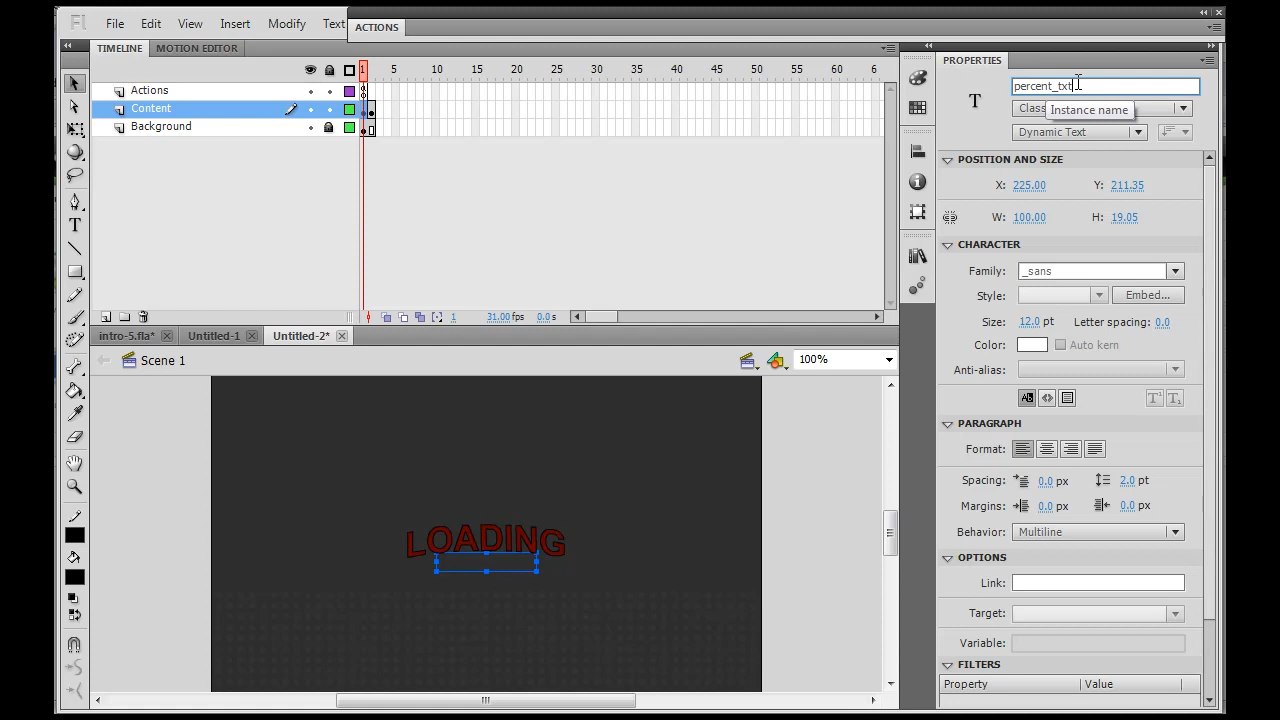 Fl File Edit View Insert Modify Text
ACTIONS
TIMELINE MOTION EDITOR
1 5 10 15 20 25 30 35 40 45 50 55 60 6
Actions
Content
Background
1 31.00 fps 0.0 s
intro-5.fla* Untitled-1 Untitled-2*
Scene 1 100%
LOADING
PROPERTIES
T percent_txt
Class
Instance name
Dynamic Text
POSITION AND SIZE
X: 225.00 Y: 211.35
W: 100.00 H: 19.05
CHARACTER
Family: _sans
Style: Embed...
Size: 12.0 pt Letter spacing: 0.0
Color: Auto kern
Anti-alias:
PARAGRAPH
Format:
Spacing: 0.0 px 2.0 pt
Margins: 0.0 px 0.0 px
Behavior: Multiline
OPTIONS
Link:
Target:
Variable:
FILTERS
Property Value